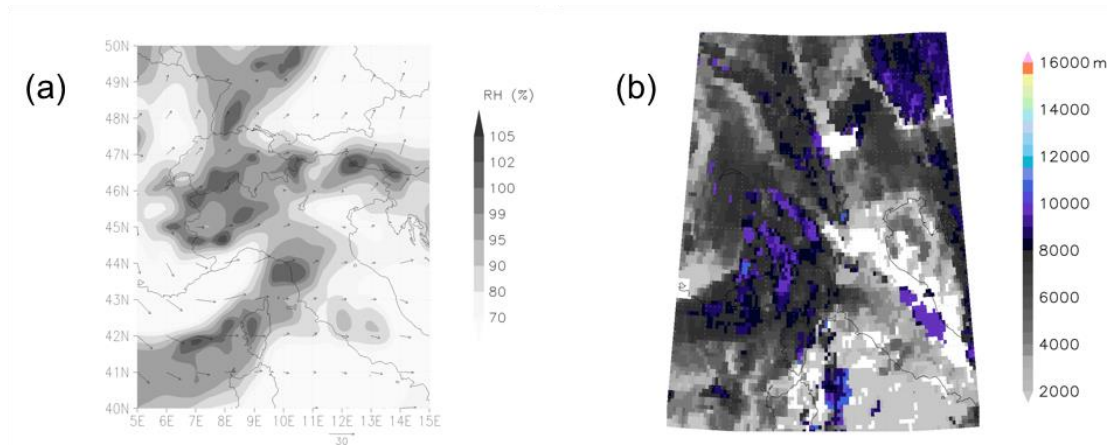 (a)
50N
49N
48N
47N
46N
45N
44N
43N
42N
41N
40N
5E 6E 7E 8E 9E 10E 11E 12E 13E 14E 15E
30
RH (%)
105
102
100
99
95
90
80
70
(b)
16000 m
14000
12000
10000
8000
6000
4000
2000